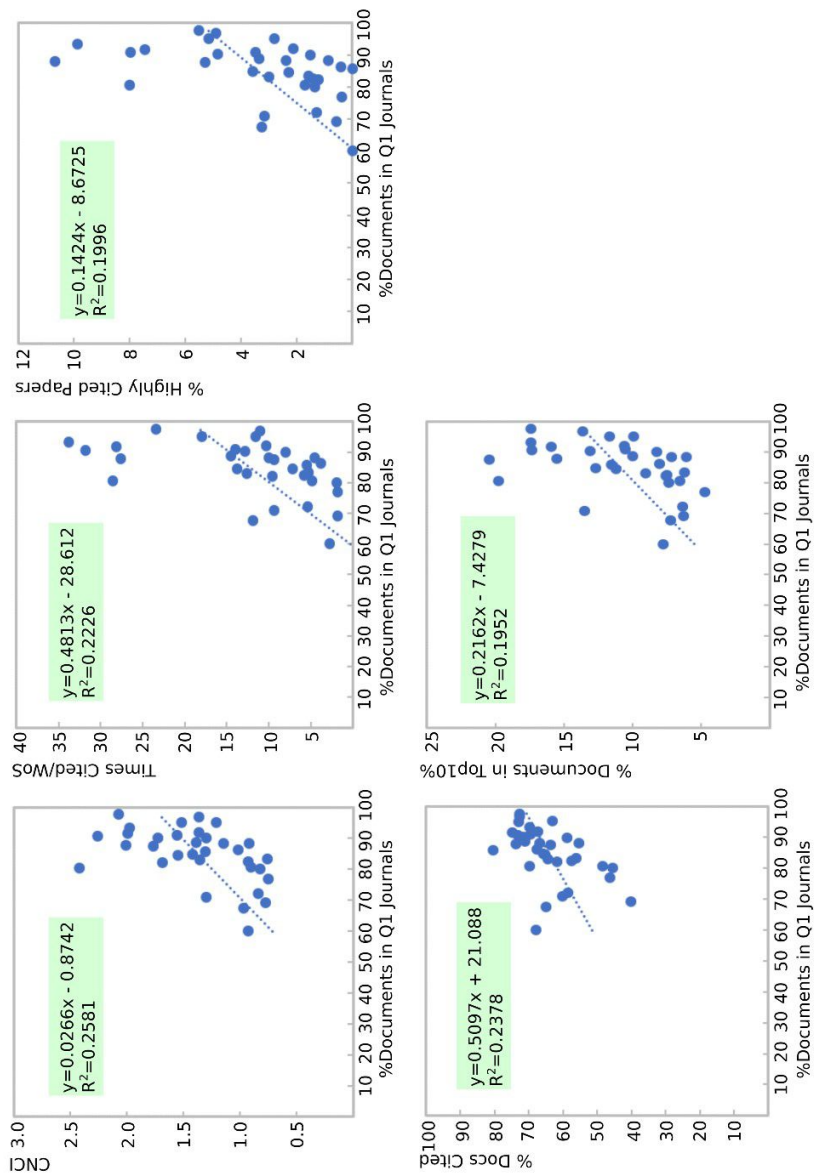 CNCI
3.0
2.5
2.0
1.5
1.0
0.5
y=0.0266x - 0.8742
R²=0.2581
10 20 30 40 50 60 70 80 90 100
%Documents in Q1 Journals
Times Cited/WoS
40
35
30
25
20
15
10
5
y=0.4813x - 28.612
R²=0.2226
10 20 30 40 50 60 70 80 90 100
%Documents in Q1 Journals
% Highly Cited Papers
12
10
8
6
4
2
y=0.1424x - 8.6725
R²=0.1996
10 20 30 40 50 60 70 80 90 100
%Documents in Q1 Journals
% Docs Cited
100
90
80
70
60
50
40
30
20
10
y=0.5097x + 21.088
R²=0.2378
10 20 30 40 50 60 70 80 90 100
%Documents in Q1 Journals
% Documents in Top10%
25
20
15
10
5
y=0.2162x - 7.4279
R²=0.1952
10 20 30 40 50 60 70 80 90 100
%Documents in Q1 Journals